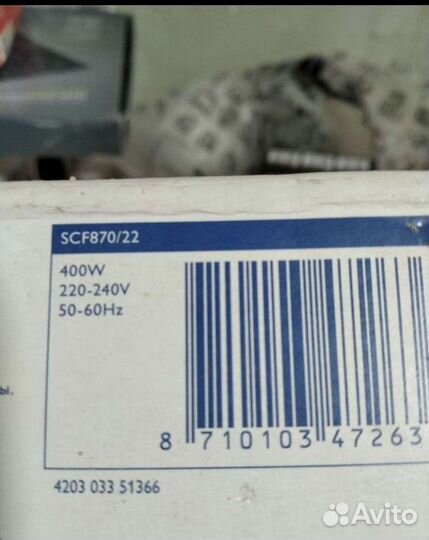 SCF870/22
400W
220-240V
50-60Hz
ы.
8 710103 47263
4203 033 51366
Avito